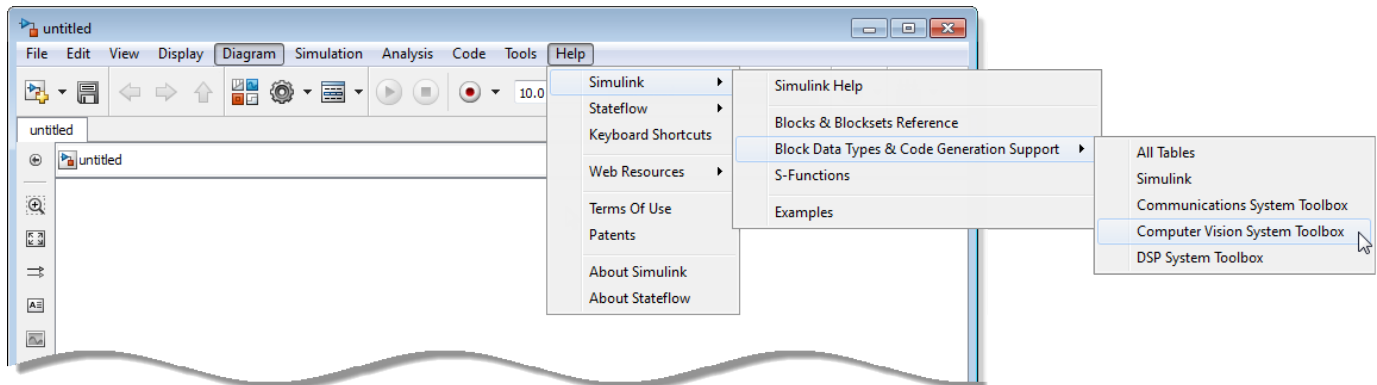 untitled
File Edit View Display Diagram Simulation Analysis Code Tools Help
10.0
untitled
untitled
Simulink
Stateflow
Keyboard Shortcuts
Web Resources
Terms Of Use
Patents
About Simulink
About Stateflow
Simulink Help
Blocks & Blocksets Reference
Block Data Types & Code Generation Support
S-Functions
Examples
All Tables
Simulink
Communications System Toolbox
Computer Vision System Toolbox
DSP System Toolbox